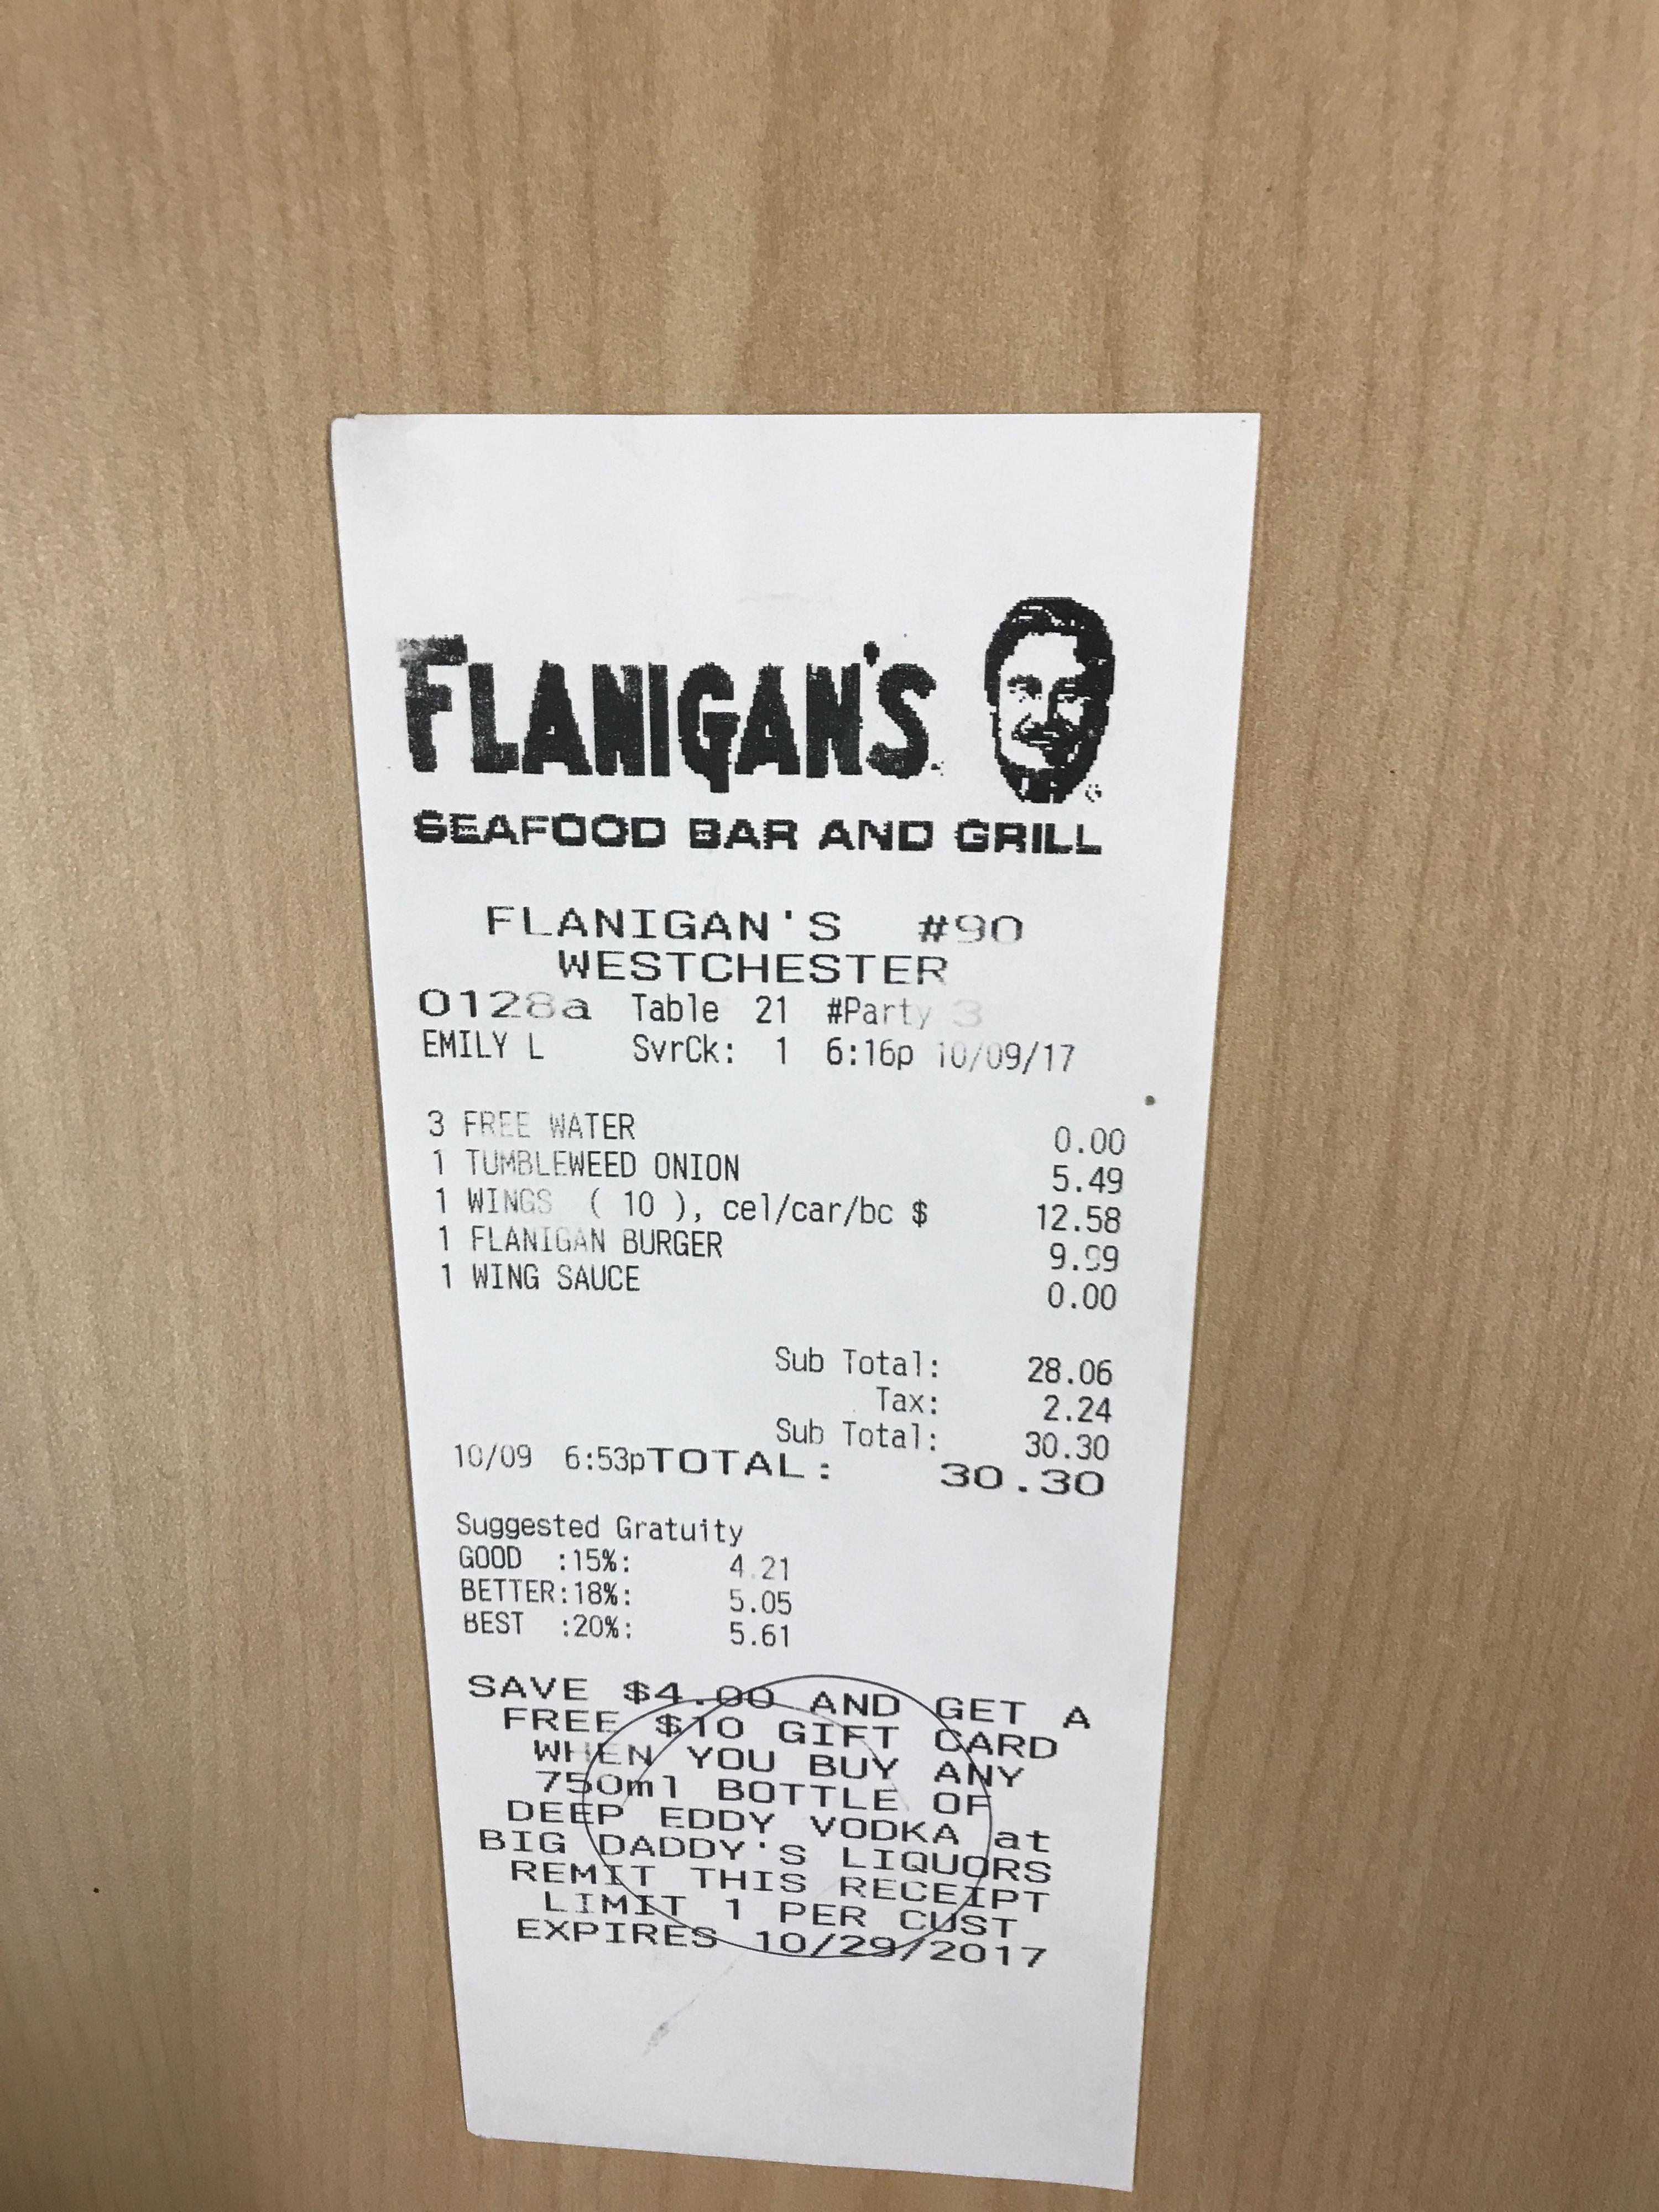 FLANIGAN'S
SEAFOOD BAR AND GRILL
FLANIGAN'S #90
WESTCHESTER
0128a Table 21 #Party 3
EMILY L SvrCk: 1 6:16p 10/09/17
3 FREE WATER 0.00
1 TUMBLEWEED ONION 5.49
1 WINGS ( 10 ), cel/car/bc $ 12.58
1 FLANIGAN BURGER 9.99
1 WING SAUCE 0.00
Sub Total: 28.06
Tax: 2.24
Sub Total: 30.30
10/09 6:53pTOTAL: 30.30
Suggested Gratuity
GOOD :15%: 4.21
BETTER:18%: 5.05
BEST :20%: 5.61
SAVE $4.00 AND GET A
FREE $10 GIFT CARD
WHEN YOU BUY ANY
750ml BOTTLE OF
DEEP EDDY VODKA at
BIG DADDY'S LIQUORS
REMIT THIS RECEIPT
LIMIT 1 PER CUST
EXPIRES 10/29/2017